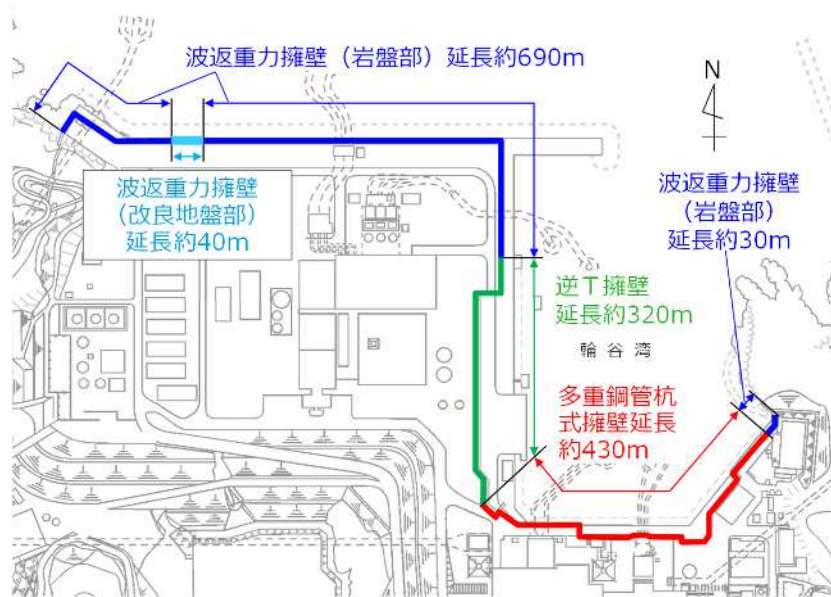 波返重力擁壁（岩盤部）延長約690m
N
波返重力擁壁
（改良地盤部）
延長約40m
波返重力擁壁
（岩盤部）
延長約30m
逆T擁壁
延長約320m
輪谷湾
多重鋼管杭
式擁壁延長
約430m